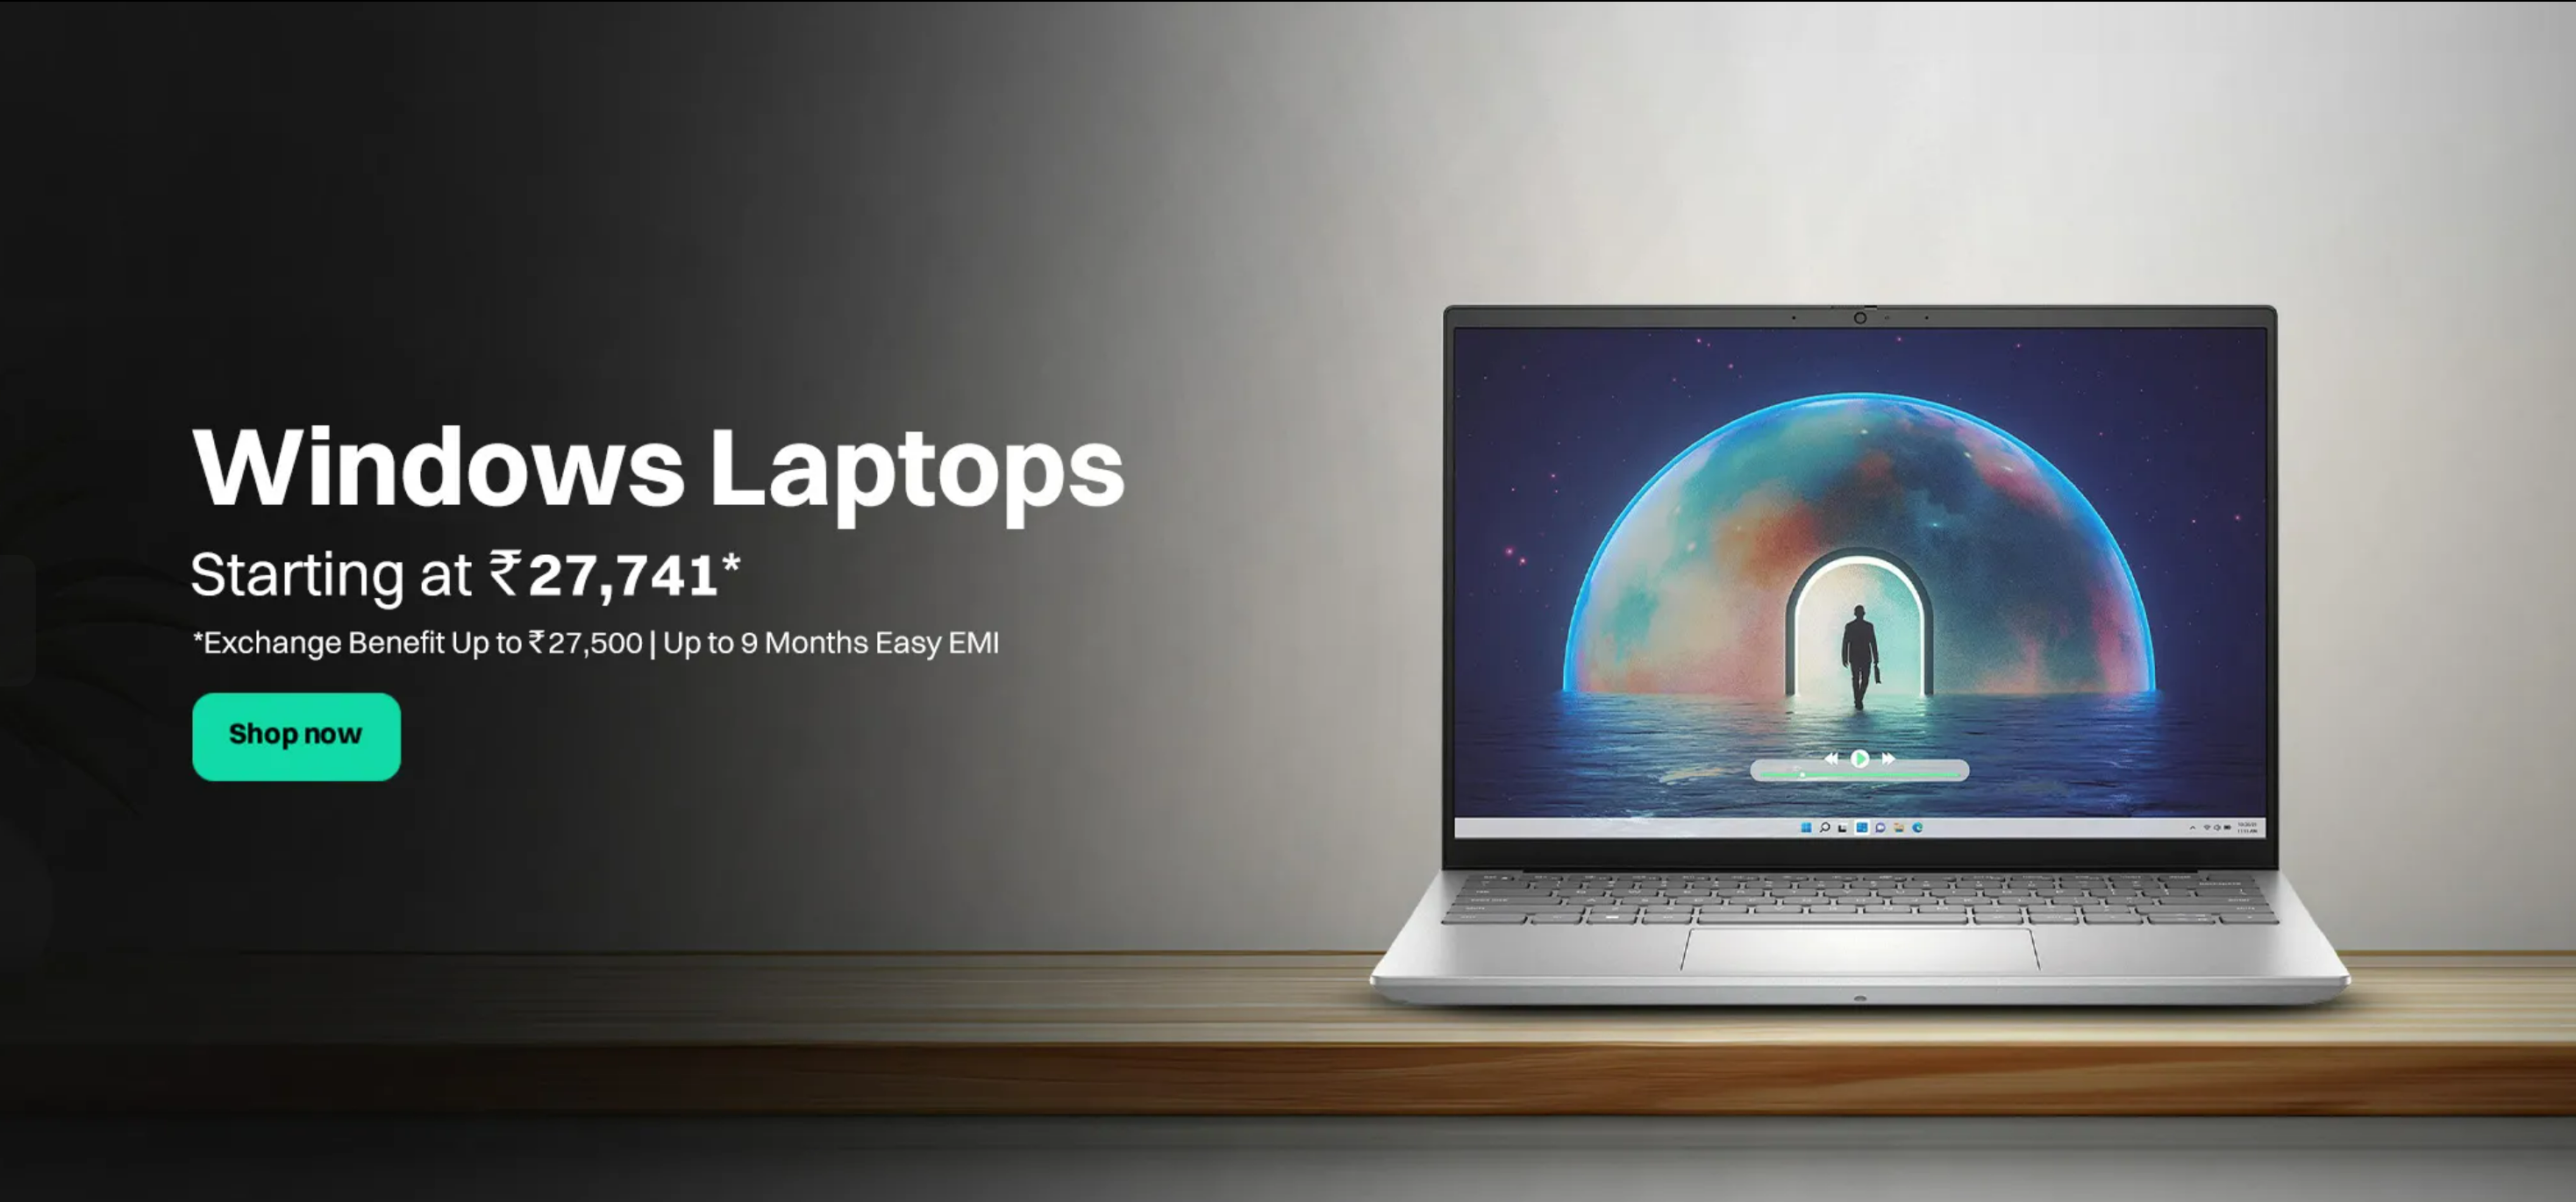 Windows Laptops
Starting at ₹27,741*
*Exchange Benefit Up to ₹27,500 | Up to 9 Months Easy EMI
Shop now